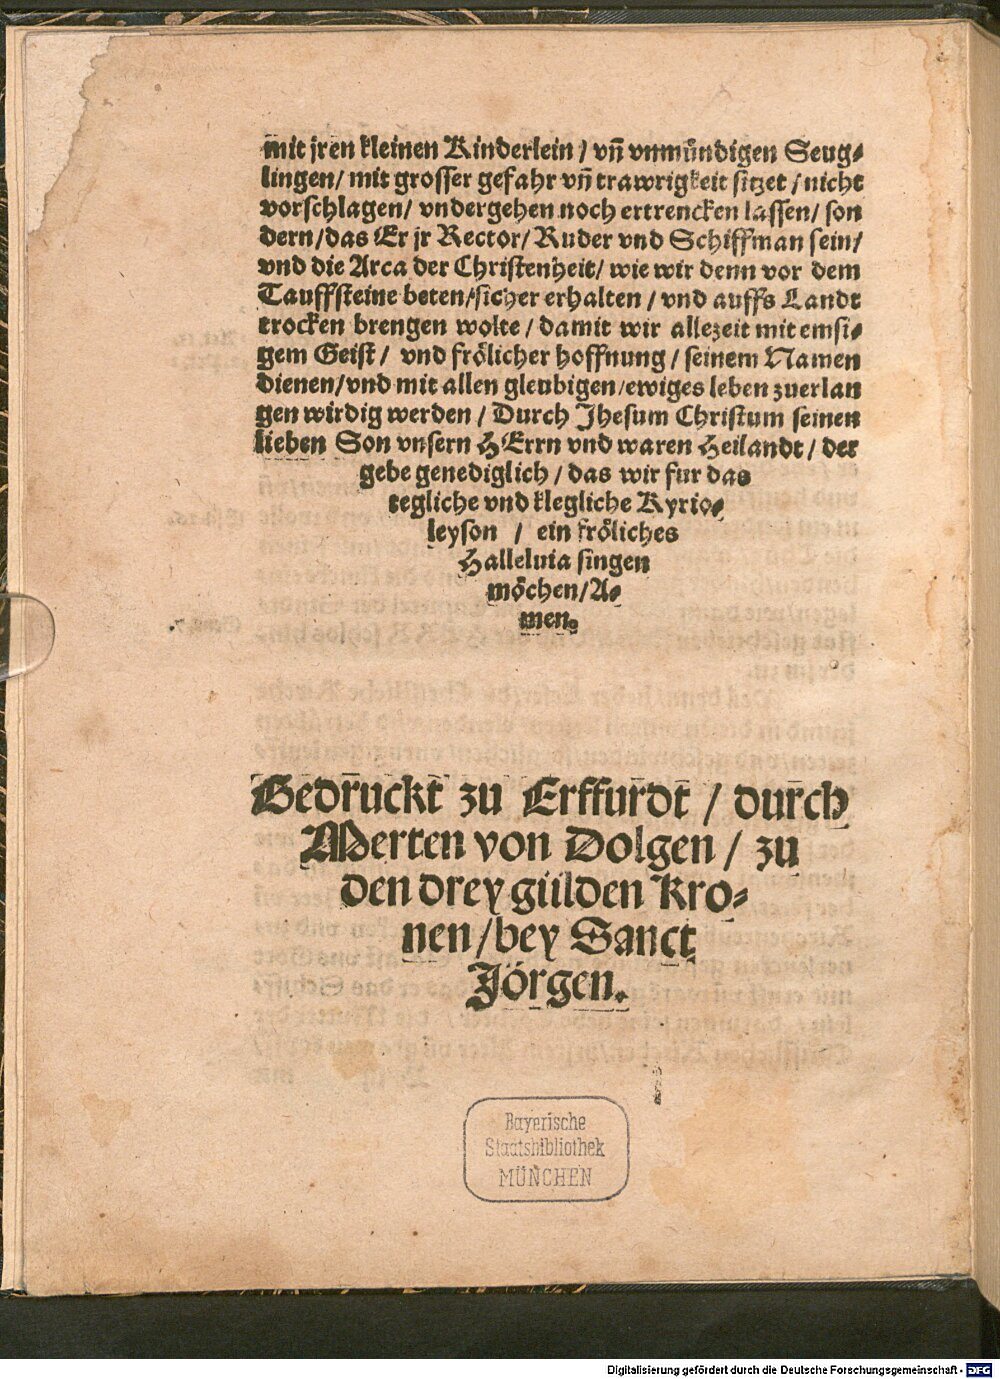 mit jren kleinen Kinderlein / vñ vnmündigen Seug⸗
lingen / mit grosser gefahr vñ trawrigkeit sitzet / nicht
vorschlagen / vndergehen noch ertrencken lassen / son
dern / das Er jr Rector / Ruder vnd Schiffman sein /
vnd die Arca der Christenheit / wie wir denn vor dem
Tauffsteine beten / sicher erhalten / vnd auffs Landt
trocken brengen wolte / damit wir allezeit mit emsi⸗
gem Geist / vnd frölicher hoffnung / seinem Namen
dienen / vnd mit allen gleubigen / ewiges leben zuerlan
gen wirdig werden / Durch Jhesum Christum seinen
lieben Son vnsern HErrn vnd waren Heilandt / der
gebe genediglich / das wir fur das
tegliche vnd klegliche Kyrio⸗
leyson / ein fröliches
Halleluia singen
möchen / A⸗
men.
Gedruckt zu Erffurdt / durch
Merten von Dolgen / zu
den drey gülden Kro⸗
nen / bey Sanct
Jörgen.
Bayerische
Staatsbibliothek
MÜNCHEN
Digitalisierung gefördert durch die Deutsche Forschungsgemeinschaft - DFG